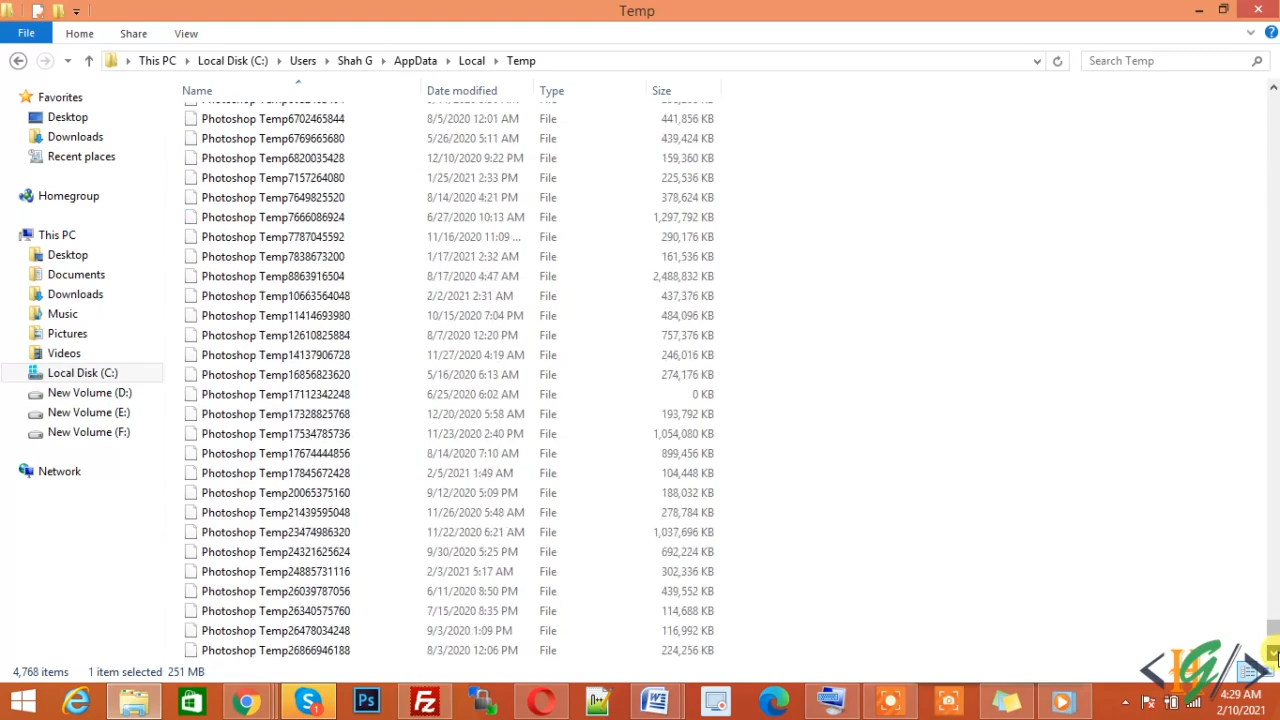 Temp
File Home Share View
This PC Local Disk (C:) Users Shah G AppData Local Temp Search Temp
Name Date modified Type Size
Favorites
Desktop
Downloads
Recent places
Homegroup
This PC
Desktop
Documents
Downloads
Music
Pictures
Videos
Local Disk (C:)
New Volume (D:)
New Volume (E:)
New Volume (F:)
Network
Photoshop Temp6702465844 8/5/2020 12:01 AM File 441,856 KB
Photoshop Temp6769665680 5/26/2020 5:11 AM File 439,424 KB
Photoshop Temp6820035428 12/10/2020 9:22 PM File 159,360 KB
Photoshop Temp7157264080 1/25/2021 2:33 PM File 225,536 KB
Photoshop Temp7649825520 8/14/2020 4:21 PM File 378,624 KB
Photoshop Temp7666086924 6/27/2020 10:13 AM File 1,297,792 KB
Photoshop Temp7787045592 11/16/2020 11:09 ... File 290,176 KB
Photoshop Temp7838673200 1/17/2021 2:32 AM File 161,536 KB
Photoshop Temp8863916504 8/17/2020 4:47 AM File 2,488,832 KB
Photoshop Temp10663564048 2/2/2021 2:31 AM File 437,376 KB
Photoshop Temp11414693980 10/15/2020 7:04 PM File 484,096 KB
Photoshop Temp12610825884 8/7/2020 12:20 PM File 757,376 KB
Photoshop Temp14137906728 11/27/2020 4:19 AM File 246,016 KB
Photoshop Temp16856823620 5/16/2020 6:13 AM File 274,176 KB
Photoshop Temp17112342248 6/25/2020 6:02 AM File 0 KB
Photoshop Temp17328825768 12/20/2020 5:58 AM File 193,792 KB
Photoshop Temp17534785736 11/23/2020 2:40 PM File 1,054,080 KB
Photoshop Temp17674444856 8/14/2020 7:10 AM File 899,456 KB
Photoshop Temp17845672428 2/5/2021 1:49 AM File 104,448 KB
Photoshop Temp20065375160 9/12/2020 5:09 PM File 188,032 KB
Photoshop Temp21439595048 11/26/2020 5:48 AM File 278,784 KB
Photoshop Temp23474986320 11/22/2020 6:21 AM File 1,037,696 KB
Photoshop Temp24321625624 9/30/2020 5:25 PM File 692,224 KB
Photoshop Temp24885731116 2/3/2021 5:17 AM File 302,336 KB
Photoshop Temp26039787056 6/11/2020 8:50 PM File 439,552 KB
Photoshop Temp26340575760 7/15/2020 8:35 PM File 114,688 KB
Photoshop Temp26478034248 9/3/2020 1:09 PM File 116,992 KB
Photoshop Temp26866946188 8/3/2020 12:06 PM File 224,256 KB
4,768 items 1 item selected 251 MB
Ps
4:29 AM
2/10/2021